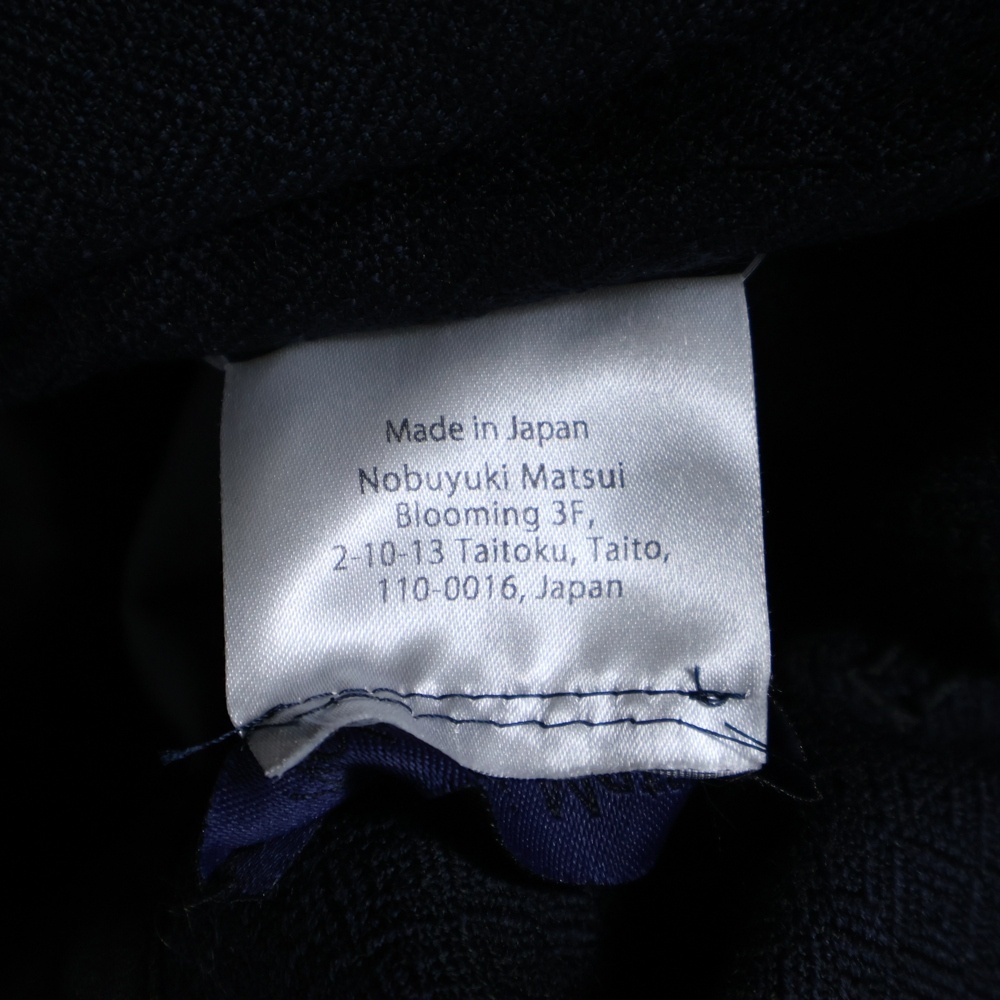 Made in Japan
Nobuyuki Matsui
Blooming 3F,
2-10-13 Taitoku, Taito,
110-0016, Japan